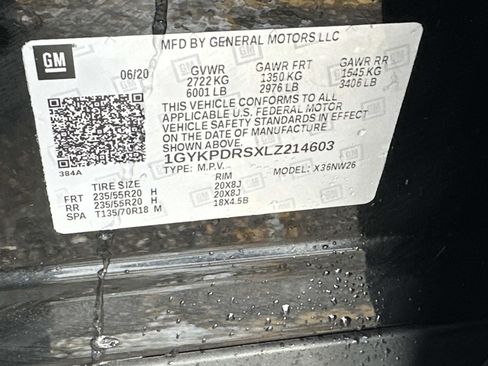 GM
MFD BY GENERAL MOTORS LLC
06/20 GVWR GAWR FRT GAWR RR
2722 KG 1350 KG 1545 KG
6001 LB 2976 LB 3406 LB
THIS VEHICLE CONFORMS TO ALL
APPLICABLE U.S. FEDERAL MOTOR
VEHICLE SAFETY STANDARDS IN EFFECT
ON THE DATE OF MANUFACTURE
1GYKPDRSXLZ214603
384A TYPE: M.P.V. MODEL: X36NW26
TIRE SIZE RIM
FRT 235/55R20 H 20X8J
RR 235/55R20 H 20X8J
SPA T135/70R18 M 18X4.5B